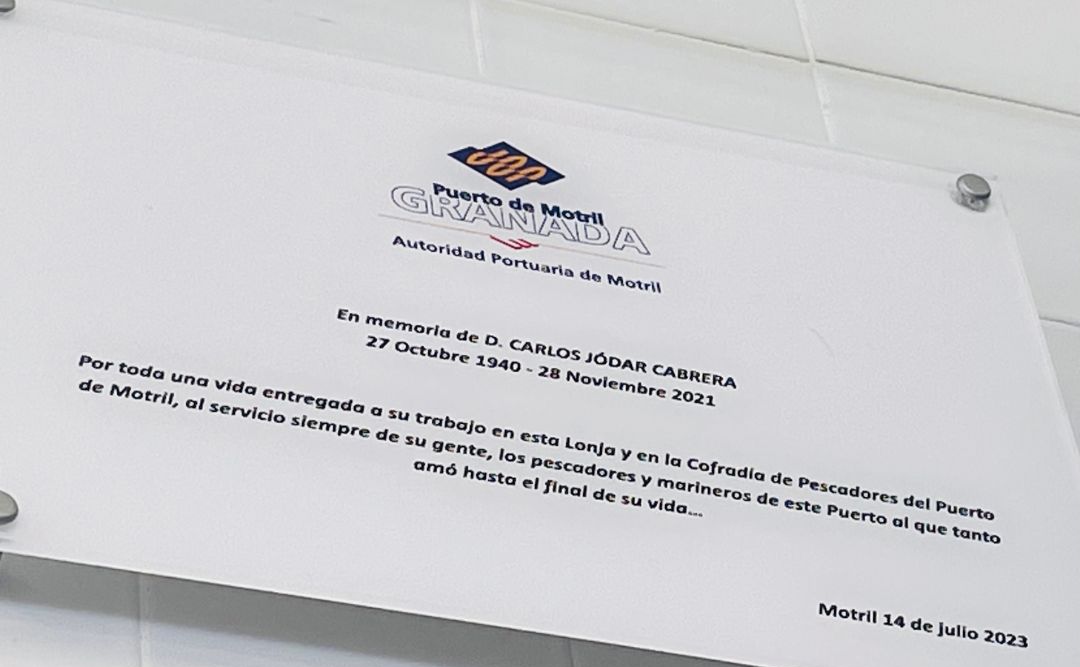 Puerto de Motril
GRANADA
Autoridad Portuaria de Motril
En memoria de D. CARLOS JÓDAR CABRERA
27 Octubre 1940 - 28 Noviembre 2021
Por toda una vida entregada a su trabajo en esta Lonja y en la Cofradía de Pescadores del Puerto
de Motril, al servicio siempre de su gente, los pescadores y marineros de este Puerto al que tanto
amó hasta el final de su vida...
Motril 14 de julio 2023